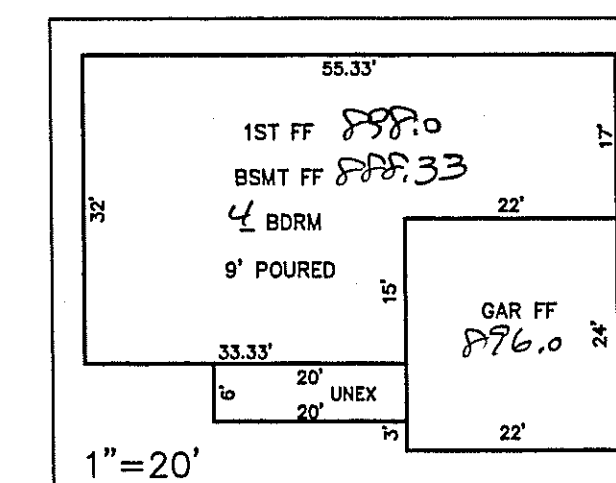 55.33'
1ST FF 898.0
17'
BSMT FF 888.33
32'
22'
4 BDRM
9' POURED
15'
GAR FF
896.0
24'
33.33'
20'
6'
UNEX
20'
3'
22'
1"=20'